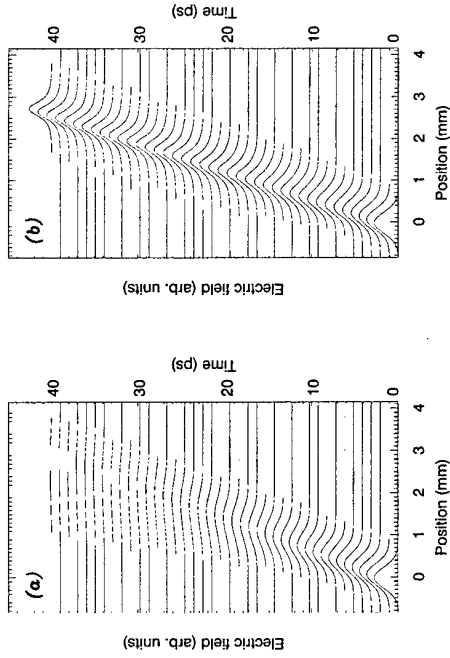 (a)
Electric field (arb. units)
Time (ps)
0 10 20 30 40
0 1 2 3 4
Position (mm)
(b)
Electric field (arb. units)
Time (ps)
0 10 20 30 40
0 1 2 3 4
Position (mm)